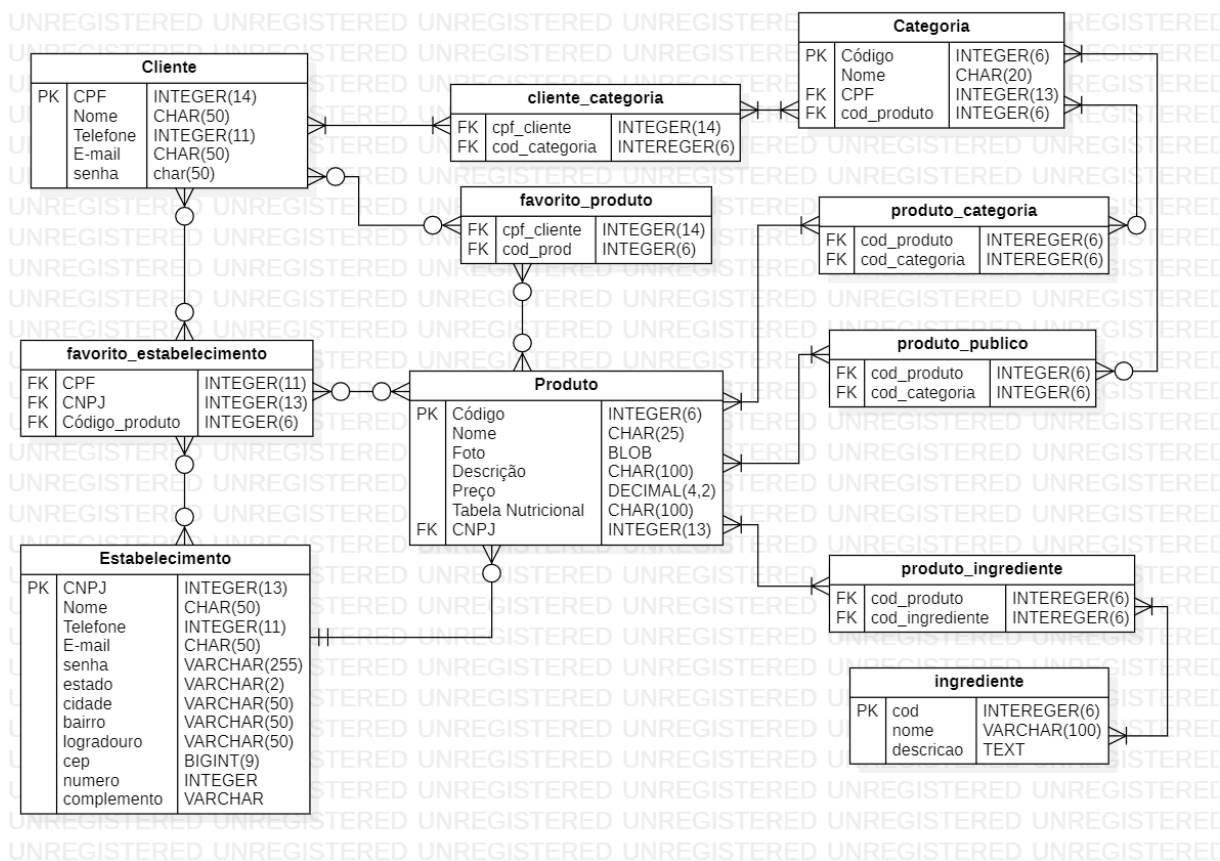 Categoria
PK Código INTEGER(6)
Nome CHAR(20)
FK CPF INTEGER(13)
FK cod_produto INTEGER(6)
Cliente
PK CPF INTEGER(14)
Nome CHAR(50)
Telefone INTEGER(11)
E-mail CHAR(50)
senha char(50)
cliente_categoria
FK cpf_cliente INTEGER(14)
FK cod_categoria INTEREGER(6)
favorito_produto
FK cpf_cliente INTEGER(14)
FK cod_prod INTEGER(6)
produto_categoria
FK cod_produto INTEREGER(6)
FK cod_categoria INTEREGER(6)
produto_publico
FK cod_produto INTEGER(6)
FK cod_categoria INTEGER(6)
favorito_estabelecimento
FK CPF INTEGER(11)
FK CNPJ INTEGER(13)
FK Código_produto INTEGER(6)
Produto
PK Código INTEGER(6)
Nome CHAR(25)
Foto BLOB
Descrição CHAR(100)
Preço DECIMAL(4,2)
Tabela Nutricional CHAR(100)
FK CNPJ INTEGER(13)
Estabelecimento
PK CNPJ INTEGER(13)
Nome CHAR(50)
Telefone INTEGER(11)
E-mail CHAR(50)
senha VARCHAR(255)
estado VARCHAR(2)
cidade VARCHAR(50)
bairro VARCHAR(50)
logradouro VARCHAR(50)
cep BIGINT(9)
numero INTEGER
complemento VARCHAR
produto_ingrediente
FK cod_produto INTEREGER(6)
FK cod_ingrediente INTEREGER(6)
ingrediente
PK cod INTEREGER(6)
nome VARCHAR(100)
descricao TEXT
UNREGISTERED